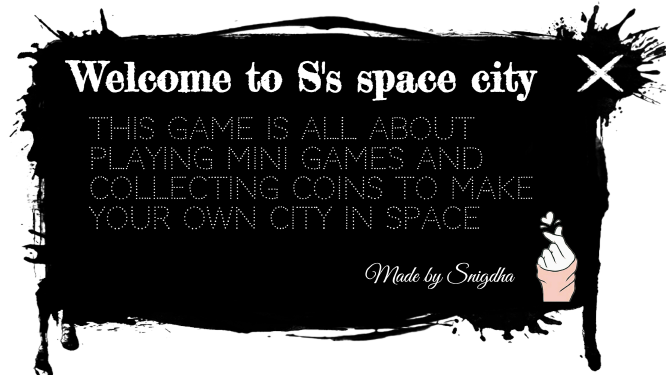 Welcome to S's space city
THIS GAME IS ALL ABOUT
PLAYING MINI GAMES AND
COLLECTING COINS TO MAKE
YOUR OWN CITY IN SPACE
Made by Snigdha